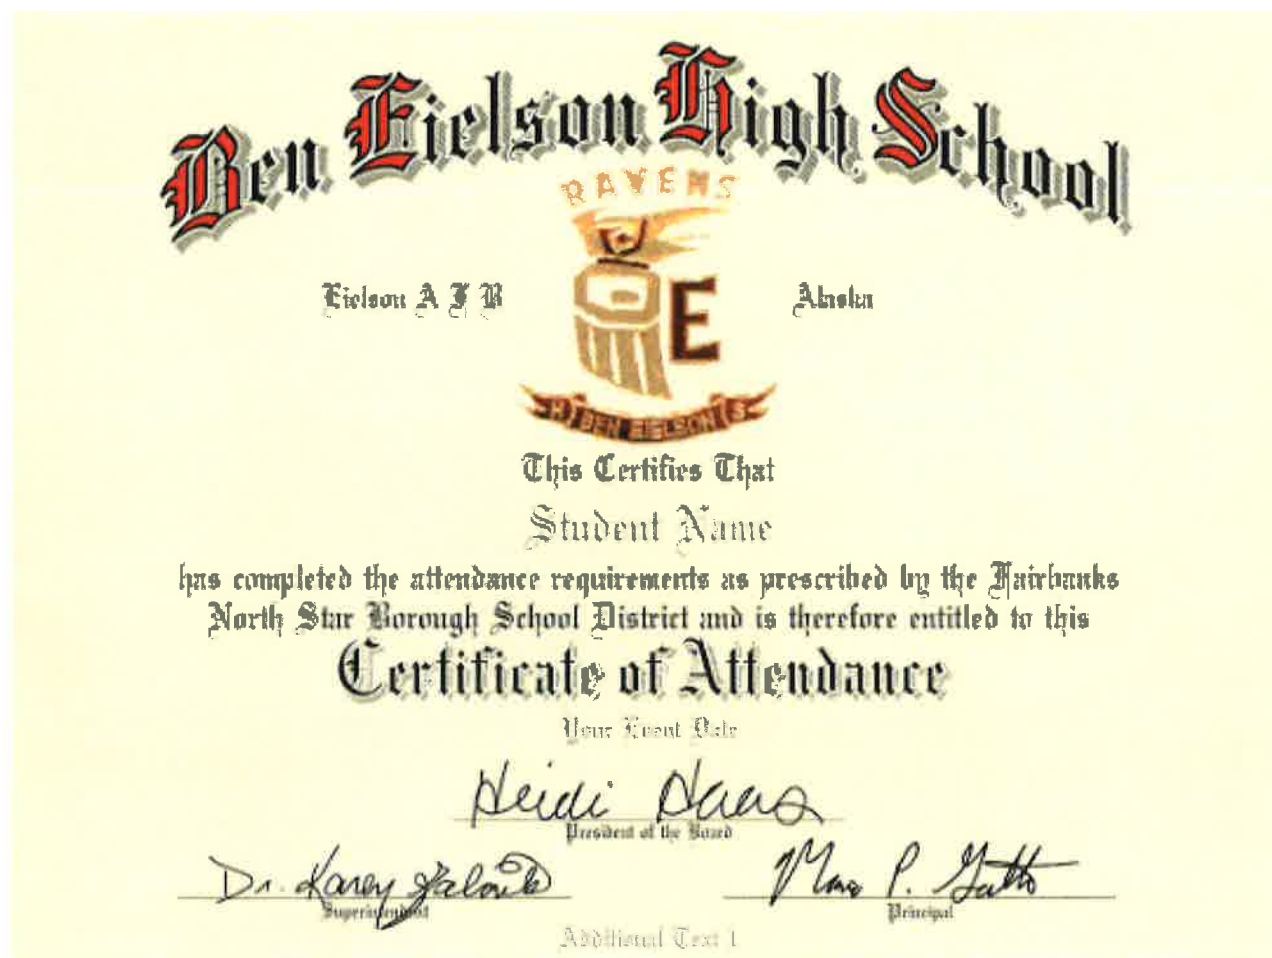 Ben Eielson High School
RAVENS
Eielson A F B
Alaska
E
H BEN EIELSON S
This Certifies That
Student Name
has completed the attendance requirements as prescribed by the Fairbanks
North Star Borough School District and is therefore entitled to this
Certificate of Attendance
Your Event Date
Heidi Haas
President of the Board
Dr. Karen
Superintendent
P. Gatto
Principal
Additional Text 1